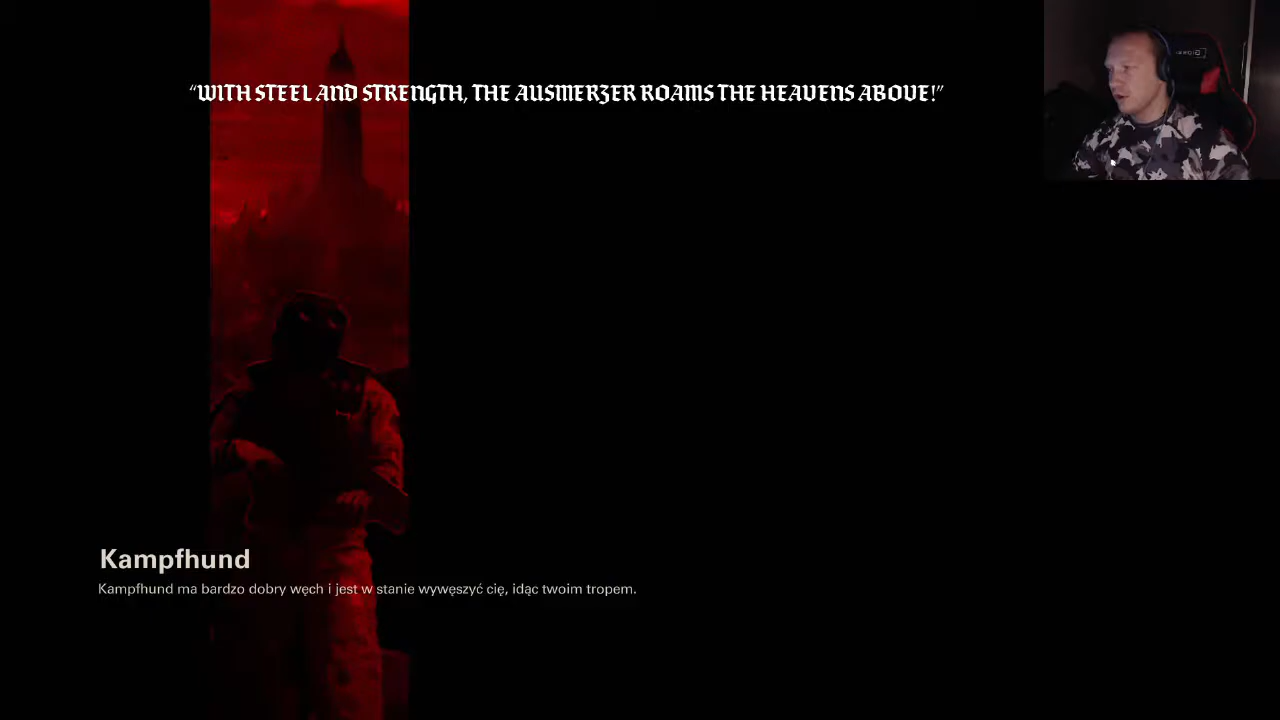 “WITH STEEL AND STRENGTH, THE AUSMERZER ROAMS THE HEAVENS ABOVE!”
Kampfhund
Kampfhund ma bardzo dobry węch i jest w stanie wywęszyć cię, idąc twoim tropem.